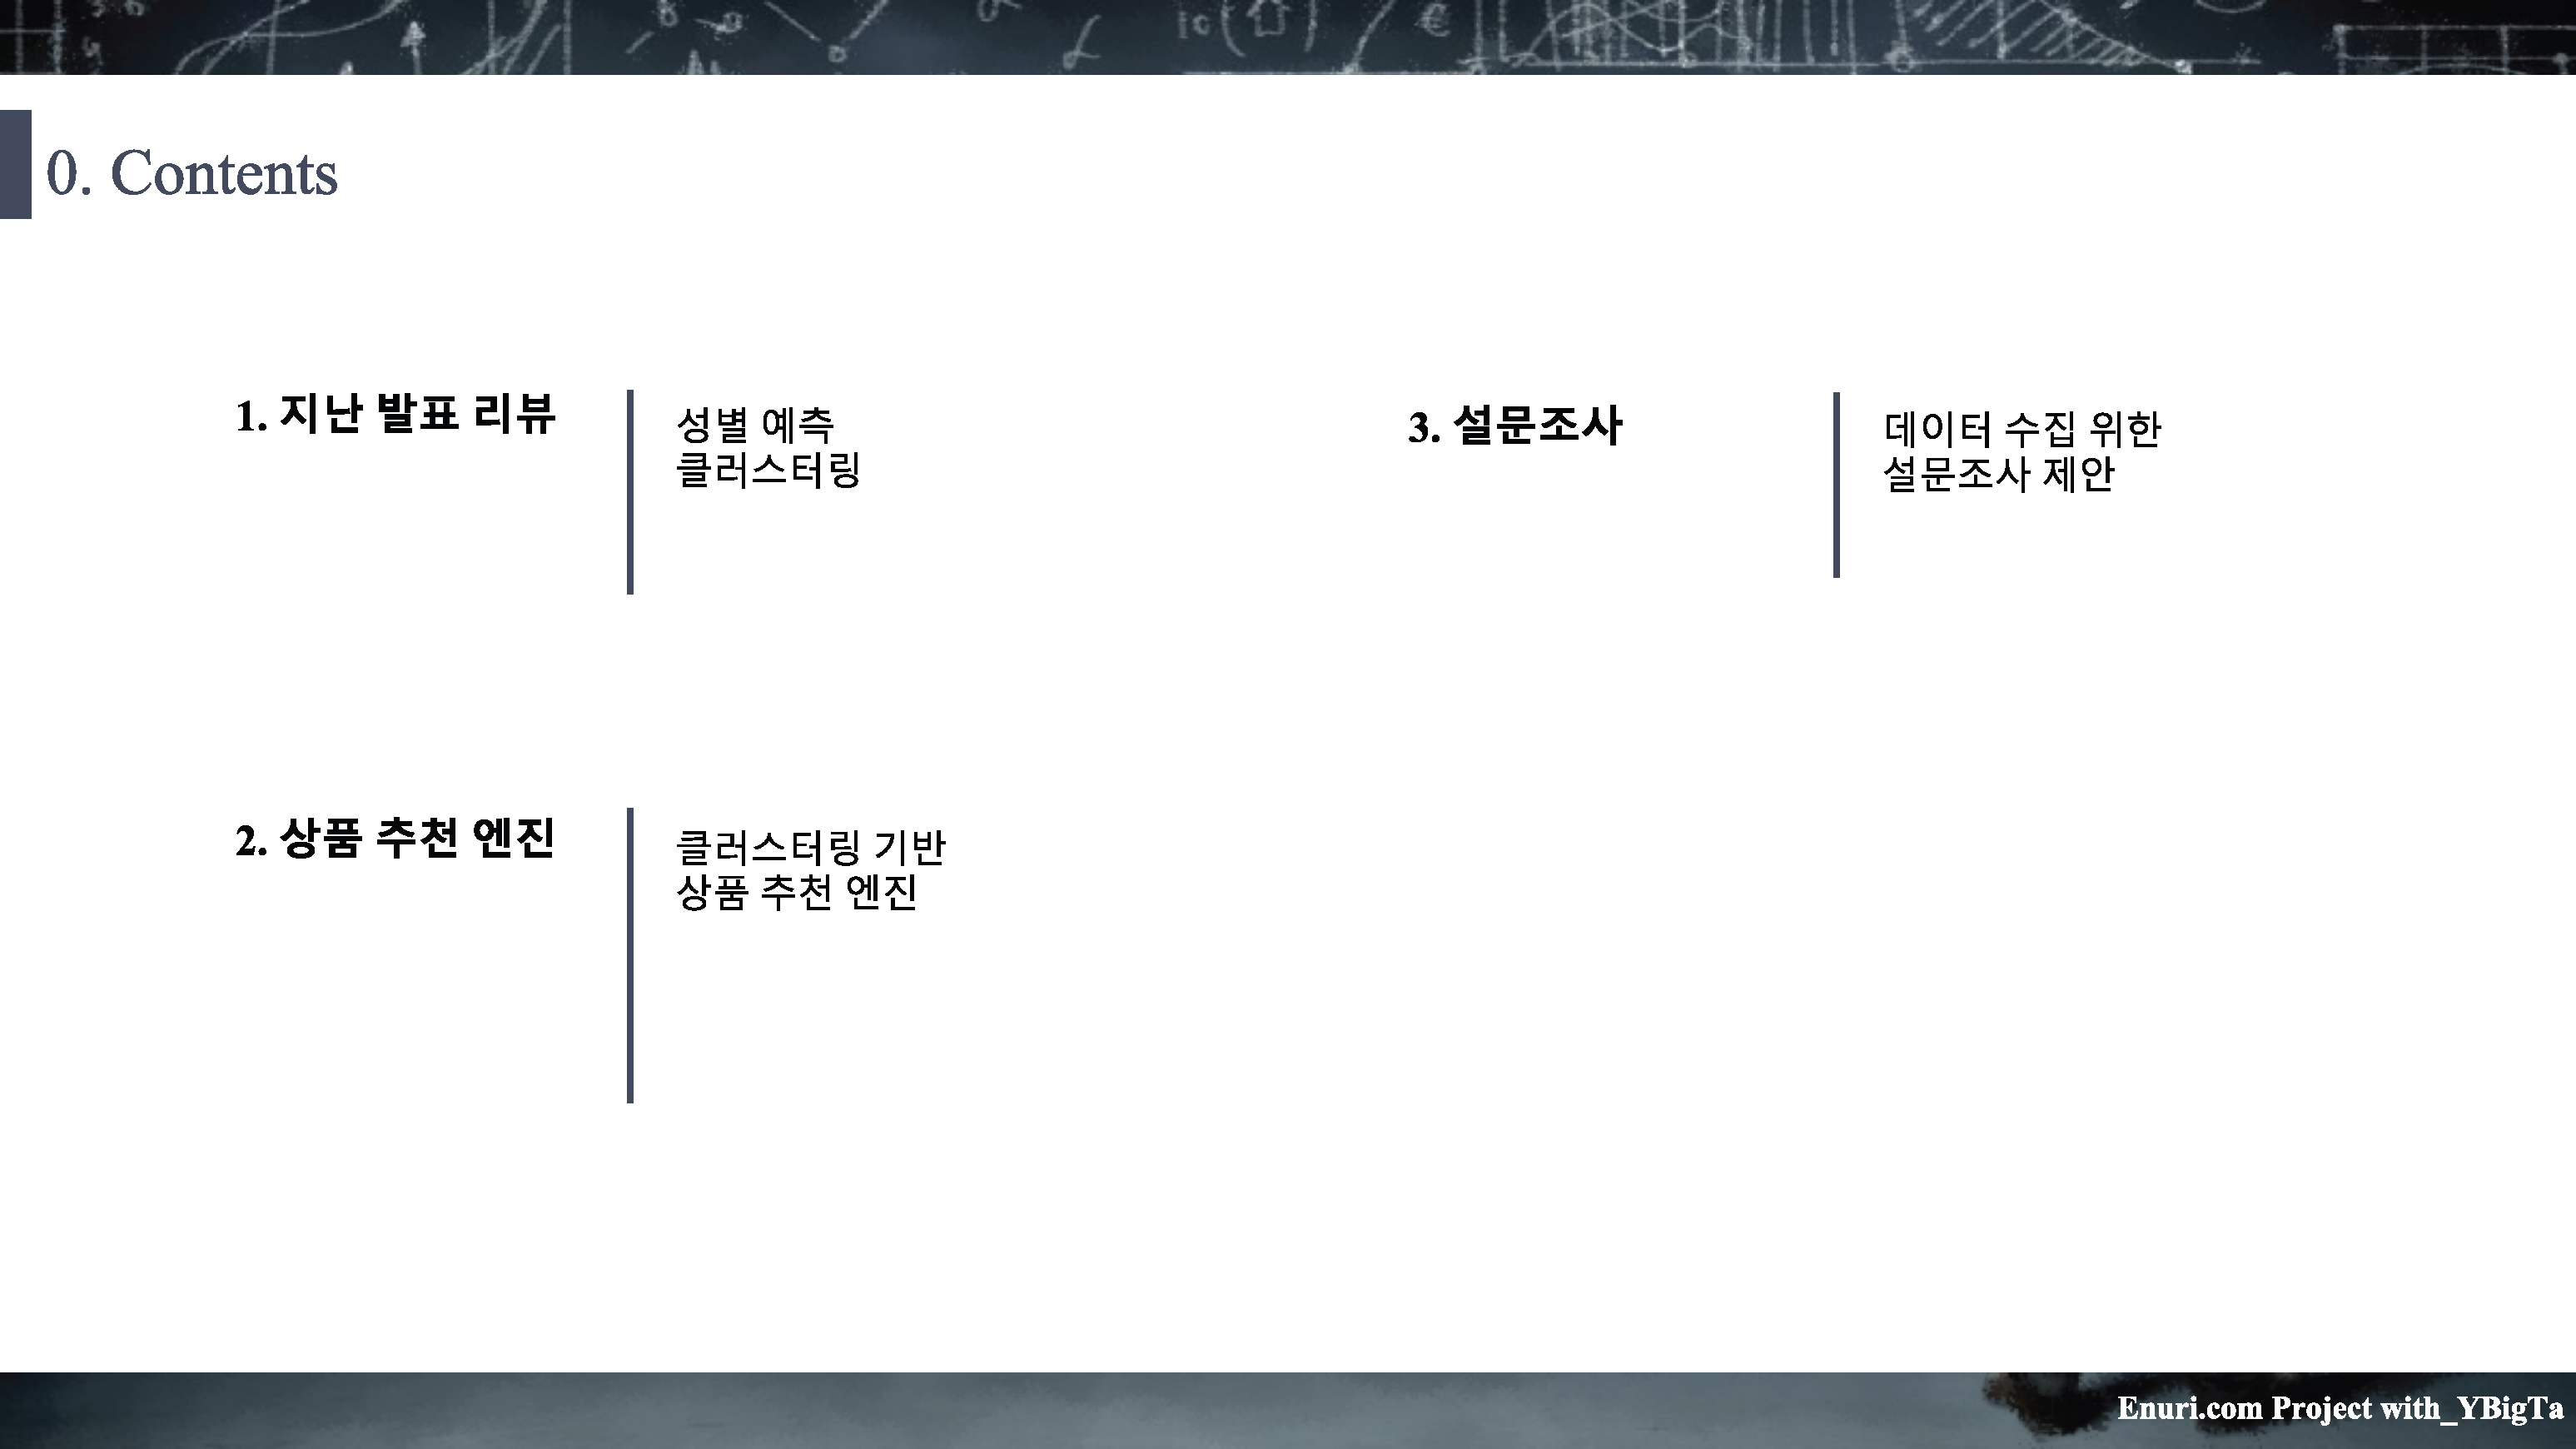 0. Contents
1. 지난 발표 리뷰
성별 예측
클러스터링
2. 상품 추천 엔진
클러스터링 기반
상품 추천 엔진
3. 설문조사
데이터 수집 위한
설문조사 제안
Enuri.com Project with_YBigTa